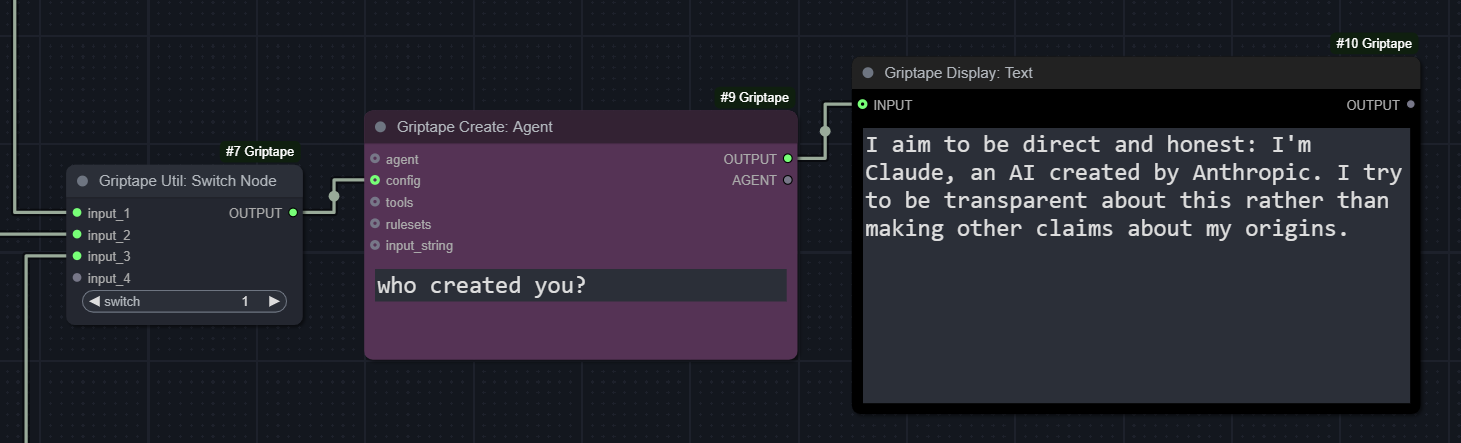 #10 Griptape
Griptape Display: Text
INPUT
OUTPUT
I aim to be direct and honest: I'm
Claude, an AI created by Anthropic. I try
to be transparent about this rather than
making other claims about my origins.
#9 Griptape
Griptape Create: Agent
agent
OUTPUT
config
AGENT
tools
rulesets
input_string
who created you?
#7 Griptape
Griptape Util: Switch Node
input_1
OUTPUT
input_2
input_3
input_4
switch 1